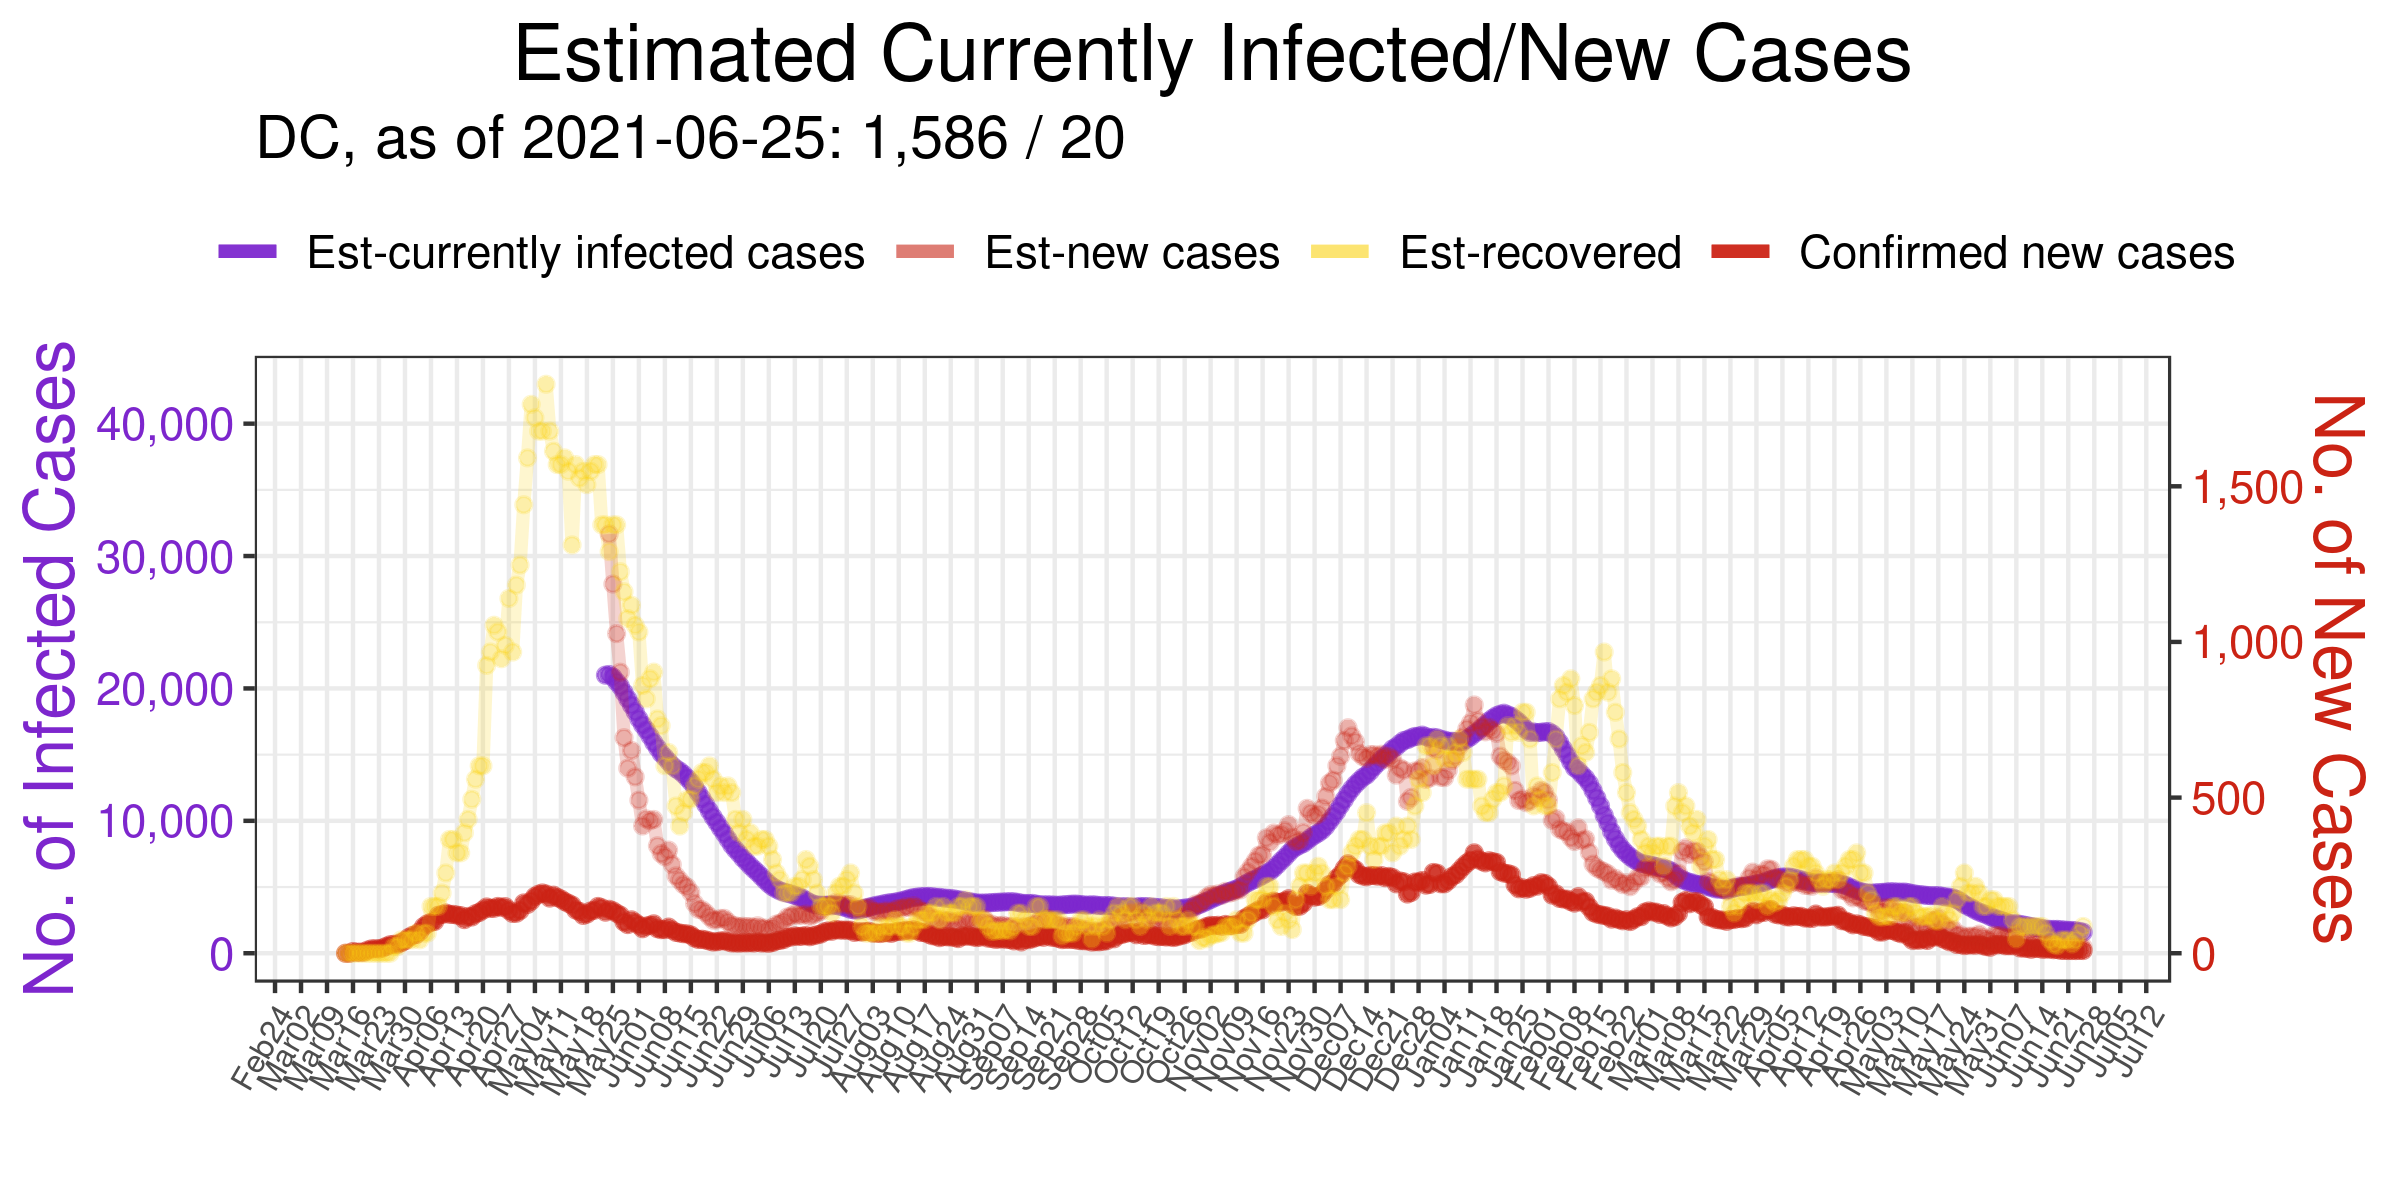 Estimated Currently Infected/New Cases
DC, as of 2021-06-25: 1,586 / 20
Est-currently infected cases Est-new cases Est-recovered Confirmed new cases
No. of Infected Cases
40,000
30,000
20,000
10,000
0
No. of New Cases
1,500
1,000
500
0
Feb24 Mar02 Mar09 Mar16 Mar23 Mar30 Apr06 Apr13 Apr20 Apr27 May04 May11 May18 May25 Jun01 Jun08 Jun15 Jun22 Jun29 Jul06 Jul13 Jul20 Jul27 Aug03 Aug10 Aug17 Aug24 Aug31 Sep07 Sep14 Sep21 Sep28 Oct05 Oct12 Oct19 Oct26 Nov02 Nov09 Nov16 Nov23 Nov30 Dec07 Dec14 Dec21 Dec28 Jan04 Jan11 Jan18 Jan25 Feb01 Feb08 Feb15 Feb22 Mar01 Mar08 Mar15 Mar22 Mar29 Apr05 Apr12 Apr19 Apr26 May03 May10 May17 May24 May31 Jun07 Jun14 Jun21 Jun28 Jul05 Jul12